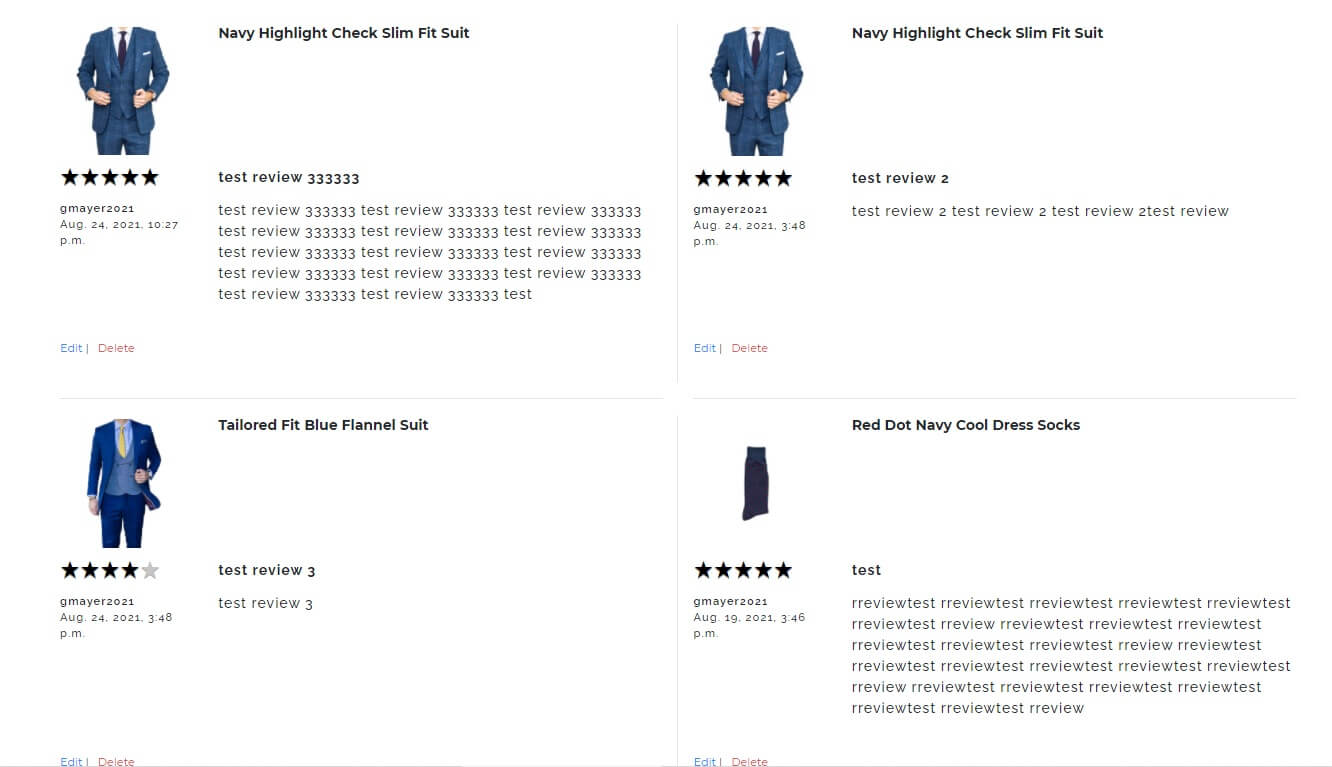 Navy Highlight Check Slim Fit Suit
test review 333333
gmayer2021
Aug. 24, 2021, 10:27
p.m.
test review 333333 test review 333333 test review 333333
test review 333333 test review 333333 test review 333333
test review 333333 test review 333333 test review 333333
test review 333333 test review 333333 test review 333333
test review 333333 test review 333333 test
Edit | Delete
Navy Highlight Check Slim Fit Suit
test review 2
gmayer2021
Aug. 24, 2021, 3:48
p.m.
test review 2 test review 2 test review 2test review
Edit | Delete
Tailored Fit Blue Flannel Suit
test review 3
gmayer2021
Aug. 24, 2021, 3:48
p.m.
test review 3
Edit | Delete
Red Dot Navy Cool Dress Socks
test
gmayer2021
Aug. 19, 2021, 3:46
p.m.
rreviewtest rreviewtest rreviewtest rreviewtest rreviewtest
rreviewtest rreview rreviewtest rreviewtest rreviewtest
rreviewtest rreviewtest rreviewtest rreview rreviewtest
rreviewtest rreviewtest rreviewtest rreviewtest rreviewtest
rreview rreviewtest rreviewtest rreviewtest rreviewtest
rreviewtest rreviewtest rreview
Edit | Delete